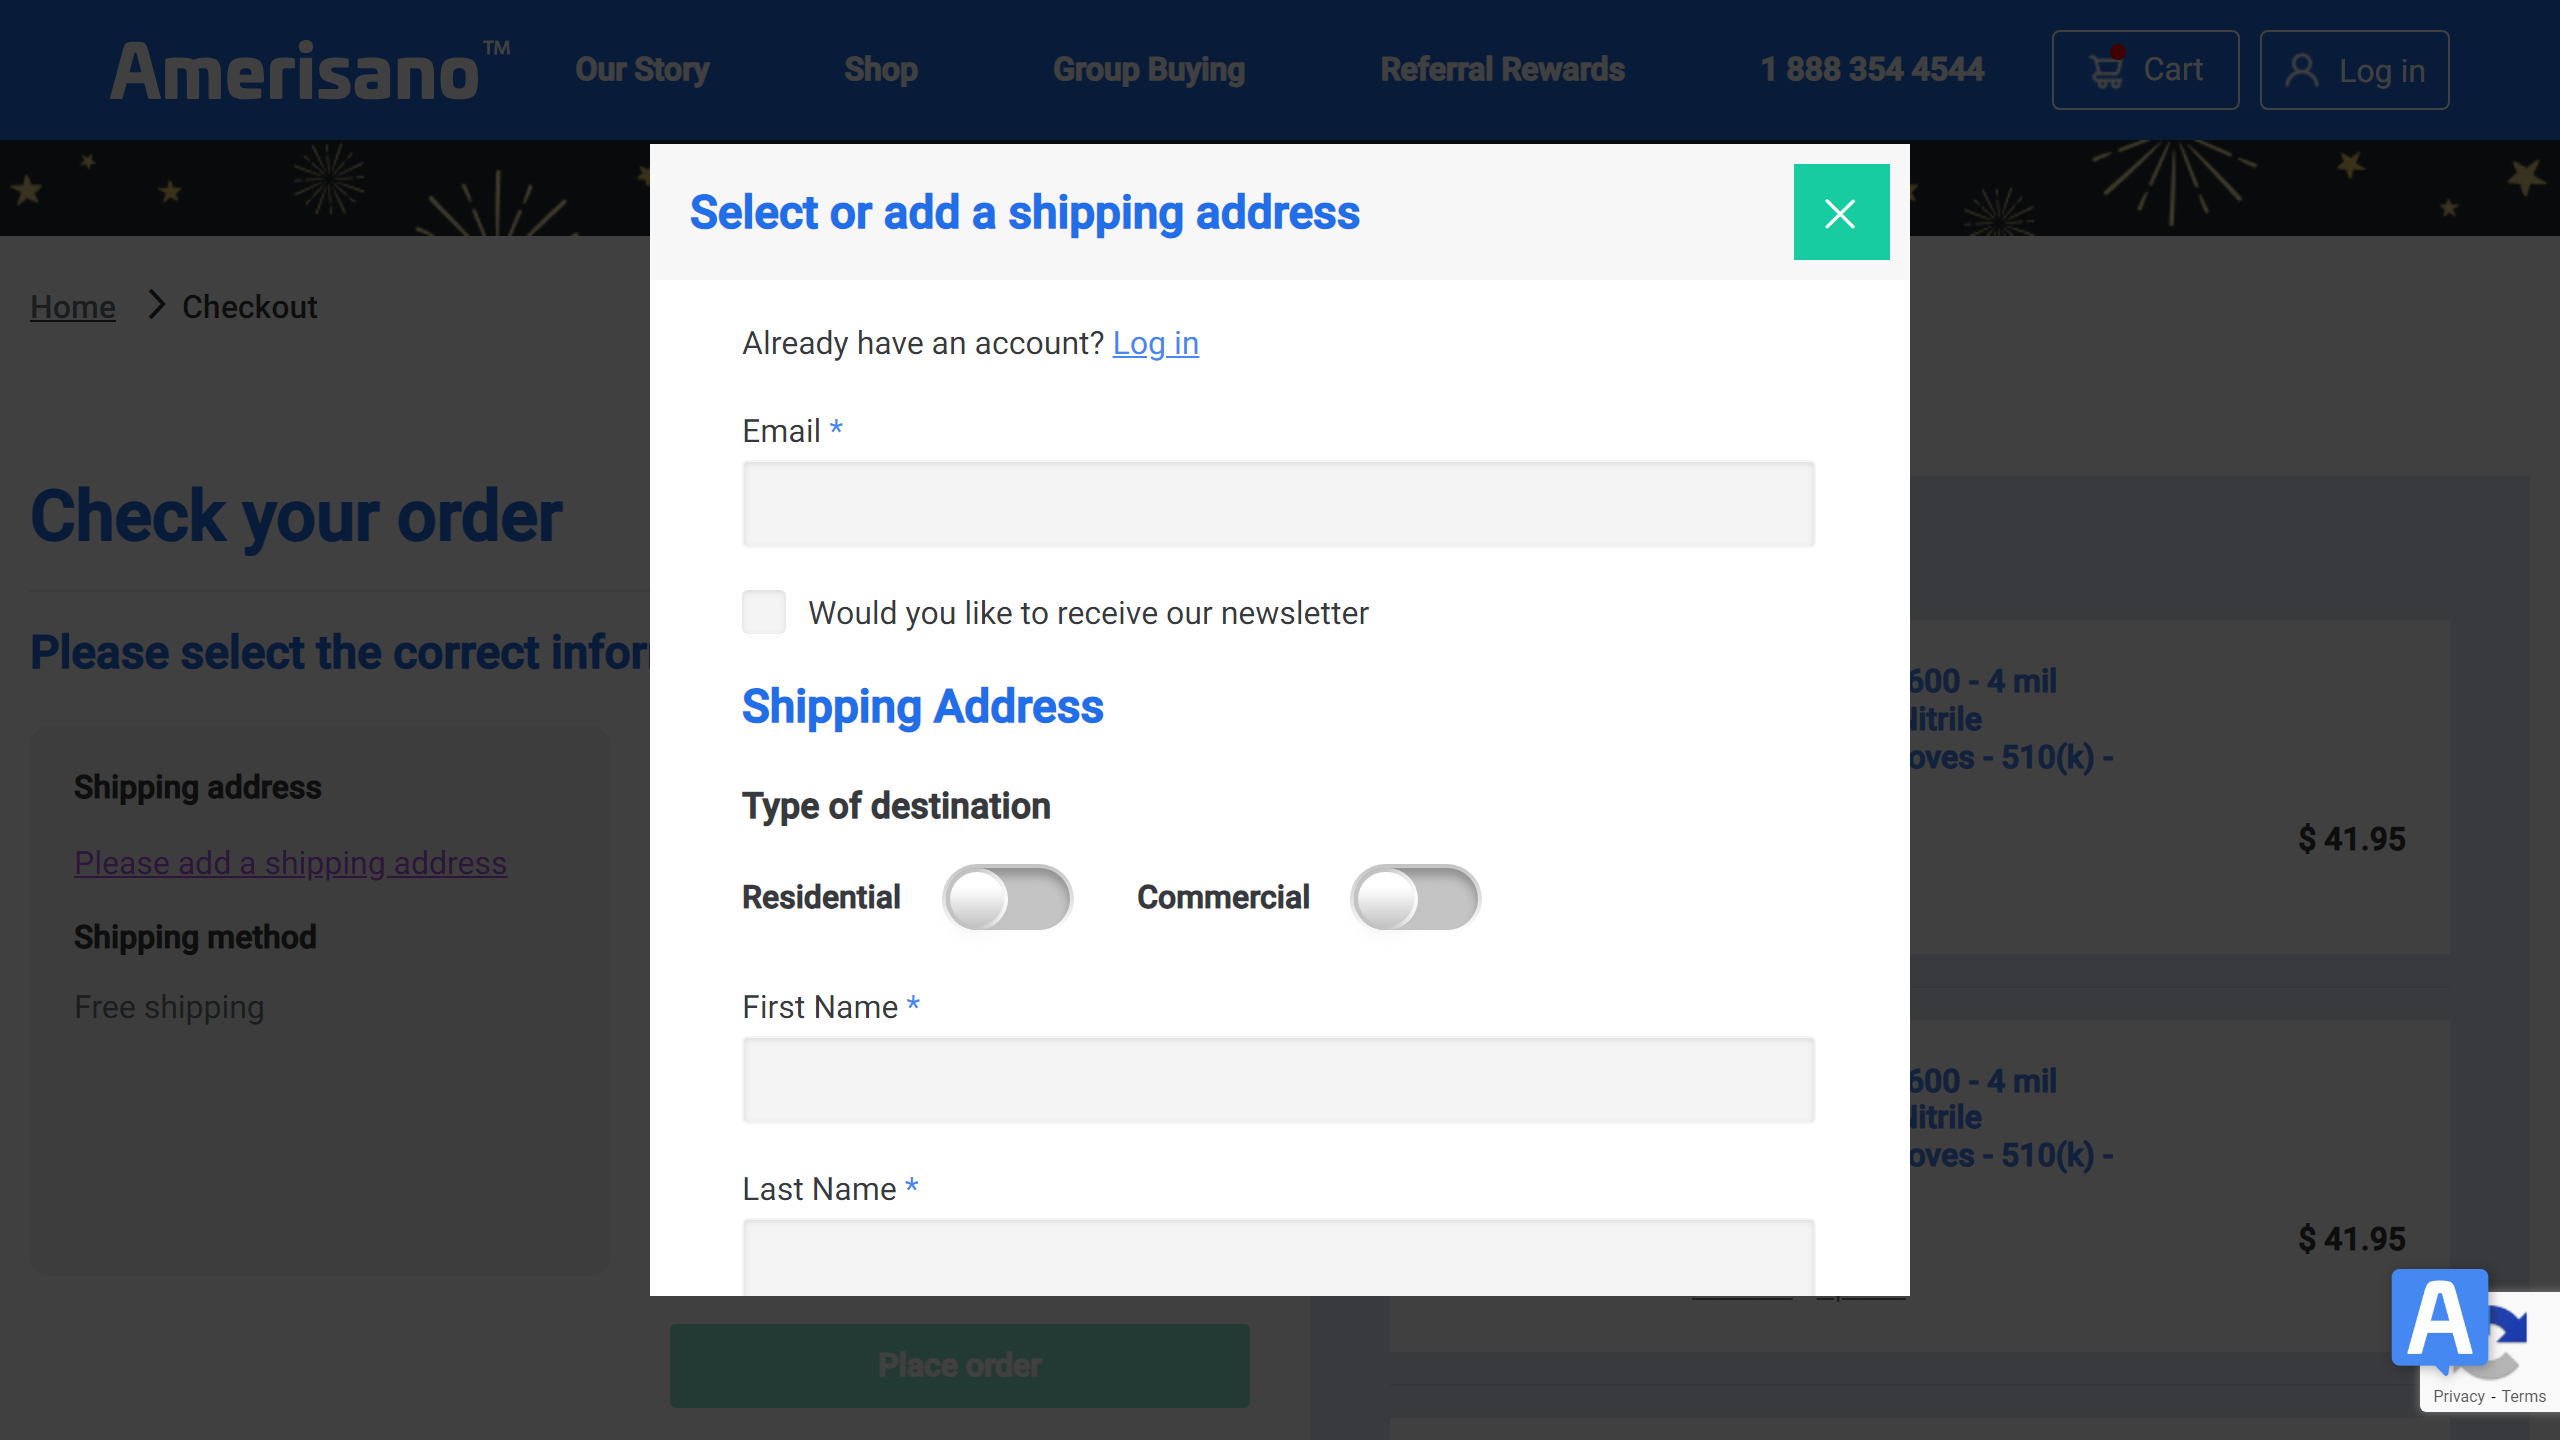 Amerisano™
Our Story
Shop
Group Buying
Referral Rewards
1 888 354 4544
Cart
Log in
Select or add a shipping address
Home
Checkout
Already have an account? Log in
Email *
Check your order
Would you like to receive our newsletter
Please select the correct
600 - 4 mil
Shipping Address
oves - 510(k) -
Shipping address
Type of destination
$ 41.95
Please add a shipping address
Residential
Commercial
Shipping method
Free shipping
First Name *
600 - 4 mil
oves - 510(k) -
Last Name *
$ 41.95
Place order
A
Privacy - Terms